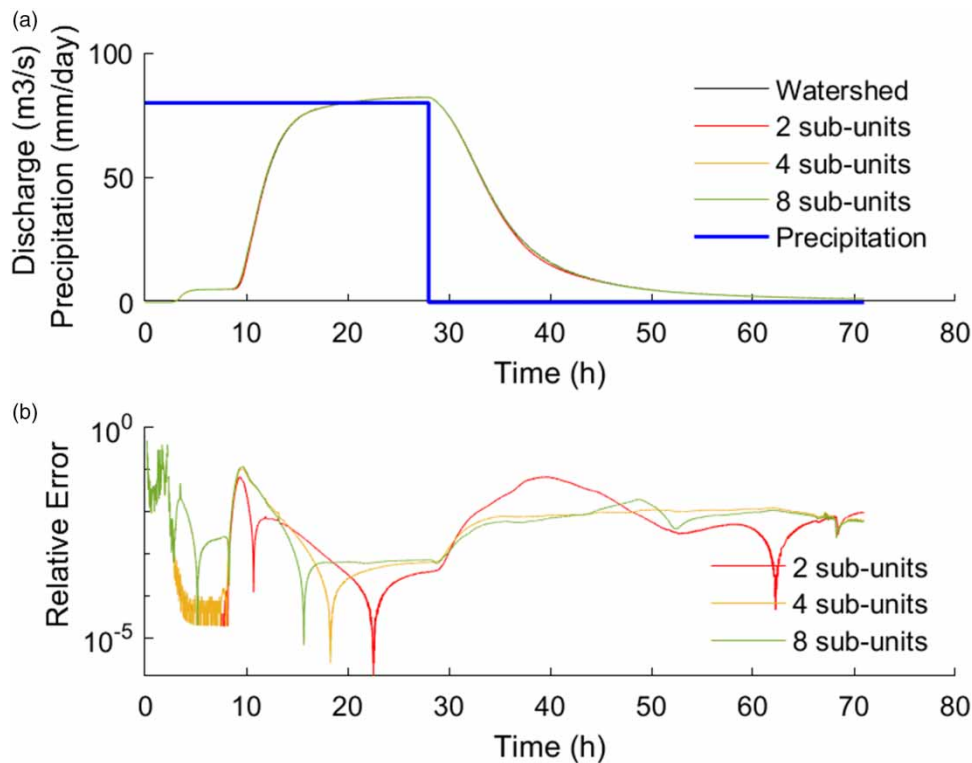 (a)
Discharge (m3/s)
Precipitation (mm/day)
100
50
0
Watershed
2 sub-units
4 sub-units
8 sub-units
Precipitation
0 10 20 30 40 50 60 70 80
Time (h)
(b)
Relative Error
10^0
10^-5
2 sub-units
4 sub-units
8 sub-units
0 10 20 30 40 50 60 70 80
Time (h)